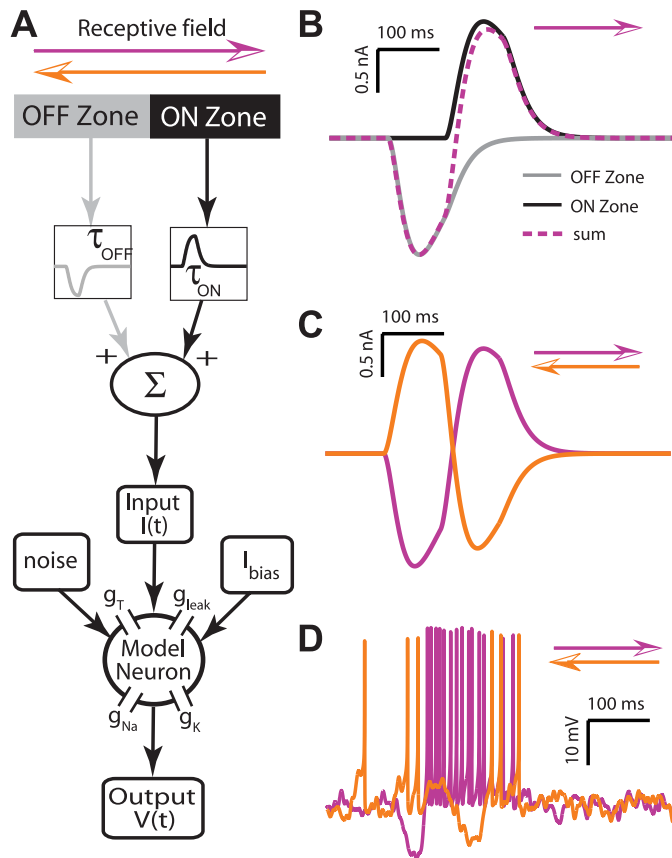 A
Receptive field
OFF Zone
ON Zone
τOFF
τON
+
+
Σ
Input
I(t)
noise
Ibias
gT
gleak
Model
Neuron
gNa
gK
Output
V(t)
B
100 ms
0.5 nA
OFF Zone
ON Zone
sum
C
100 ms
0.5 nA
D
100 ms
10 mV